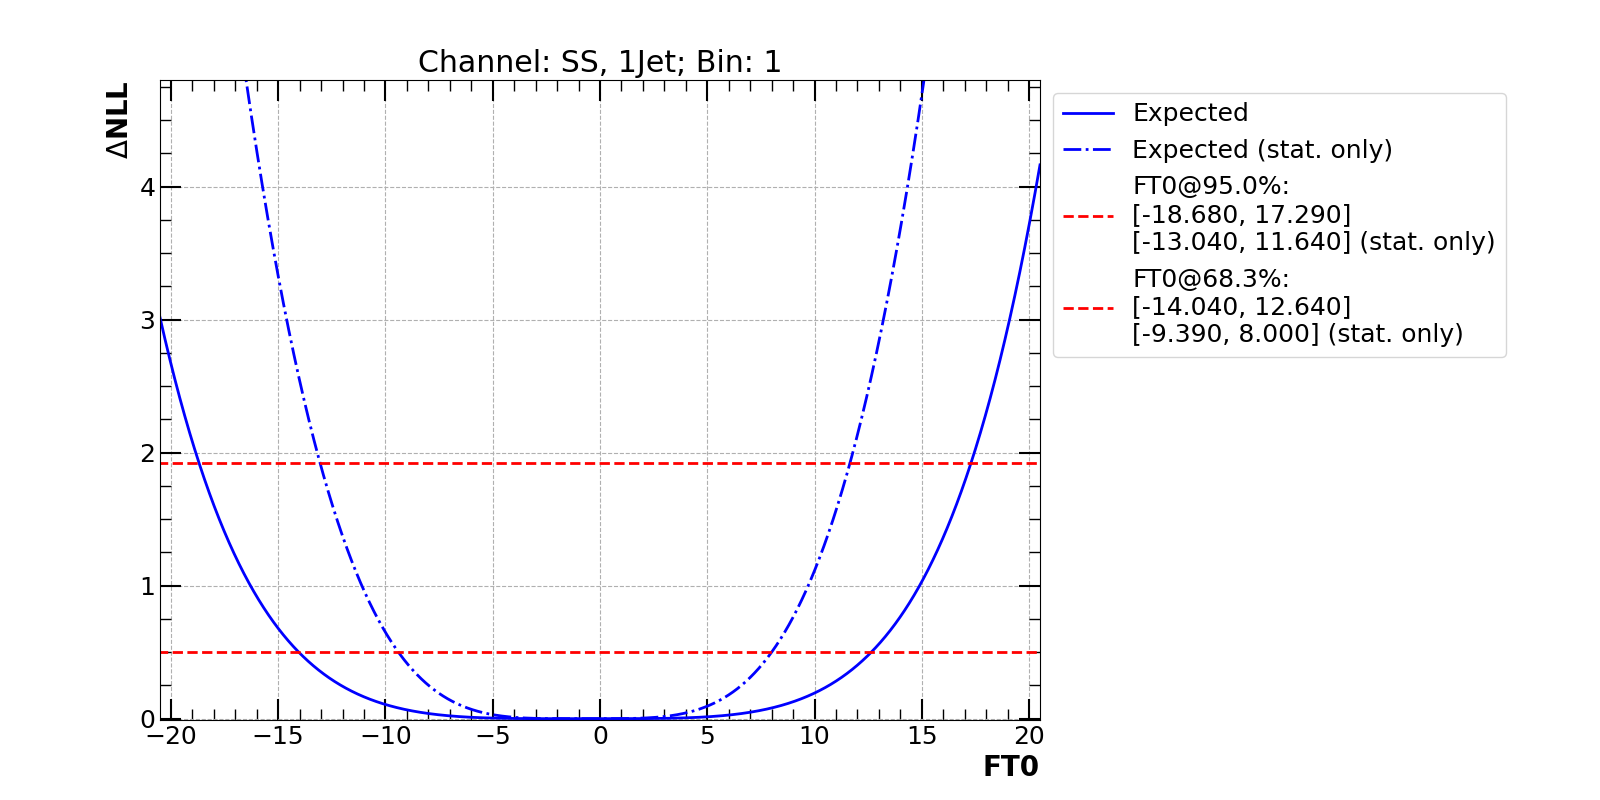 Channel: SS, 1Jet; Bin: 1
ΔNLL
4
3
2
1
0
−20 −15 −10 −5 0 5 10 15 20
FT0
Expected
Expected (stat. only)
FT0@95.0%:
[-18.680, 17.290]
[-13.040, 11.640] (stat. only)
FT0@68.3%:
[-14.040, 12.640]
[-9.390, 8.000] (stat. only)